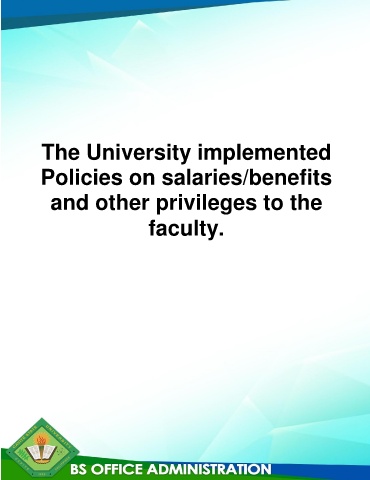 The University implemented
Policies on salaries/benefits
and other privileges to the
faculty.
BS OFFICE ADMINISTRATION